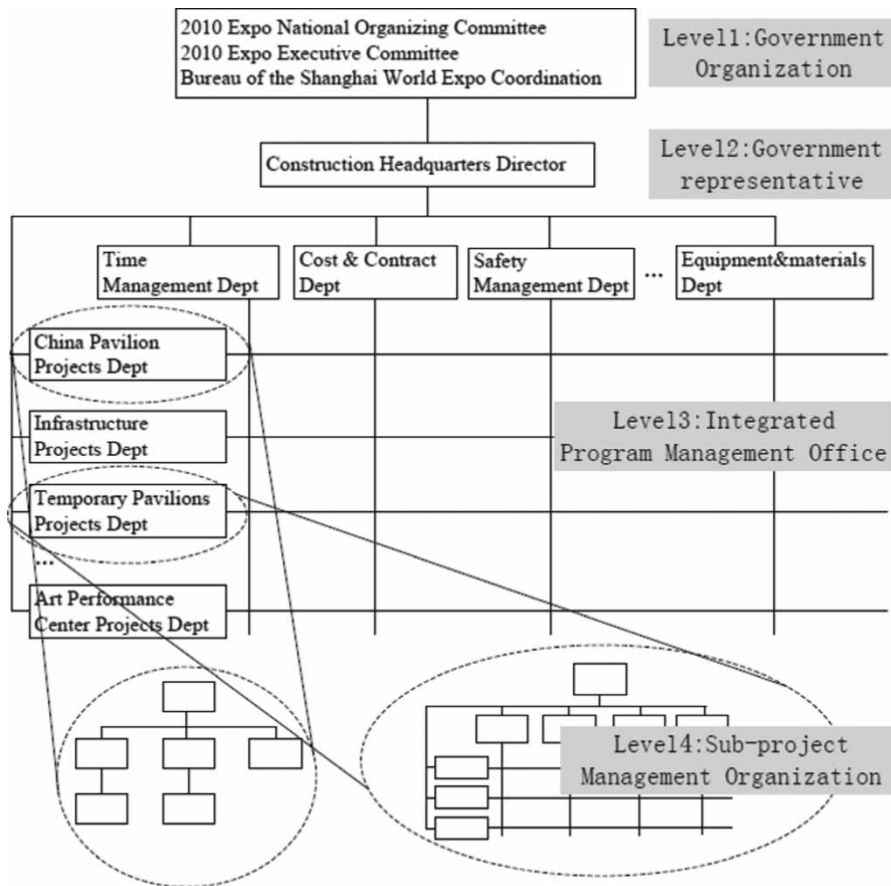 2010 Expo National Organizing Committee
2010 Expo Executive Committee
Bureau of the Shanghai World Expo Coordination
Level1:Government
Organization
Construction Headquarters Director
Level2:Government
representative
Time
Management Dept
Cost & Contract
Dept
Safety
Management Dept
...
Equipment&materials
Dept
China Pavilion
Projects Dept
Infrastructure
Projects Dept
Level3:Integrated
Program Management Office
Temporary Pavilions
Projects Dept
...
Art Performance
Center Projects Dept
Level4:Sub-project
Management Organization